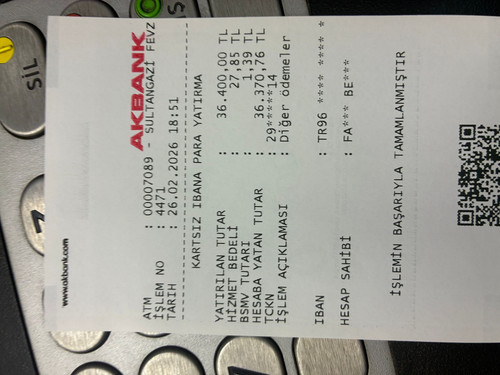 SİL
www.akbank.com
AKBANK
ATM : 00007089 - SULTANGAZİ FEVZ
İŞLEM NO : 4471
TARİH : 26.02.2026 18:51
KARTSIZ IBANA PARA YATIRMA
YATIRILAN TUTAR : 36.400,00 TL
HİZMET BEDELİ : 27,85 TL
BSMV TUTARI : 1,39 TL
HESABA YATAN TUTAR : 36.370,76 TL
TCKN : 29*******14
İŞLEM AÇIKLAMASI : Diğer ödemeler
IBAN : TR96 **** **** *
HESAP SAHİBİ : FA*** BE***
İŞLEMİN BAŞARIYLA TAMAMLANMIŞTIR